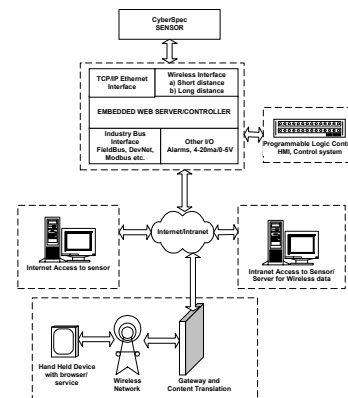 CyberSpec
SENSOR
TCP/IP Ethernet
Interface
Wireless Interface
a) Short distance
b) Long distance
EMBEDDED WEB SERVER/CONTROLLER
Industry Bus
Interface
FieldBus, DevNet,
Modbus etc.
Other I/O
Alarms, 4-20ma/0-5V
Programmable Logic Cont
HMI, Control system
Internet/Intranet
Internet Access to sensor
Intranet Access to Sensor/
Server for Wireless data
Hand Held Device
with browser/
service
Wireless
Network
Gateway and
Content Translation